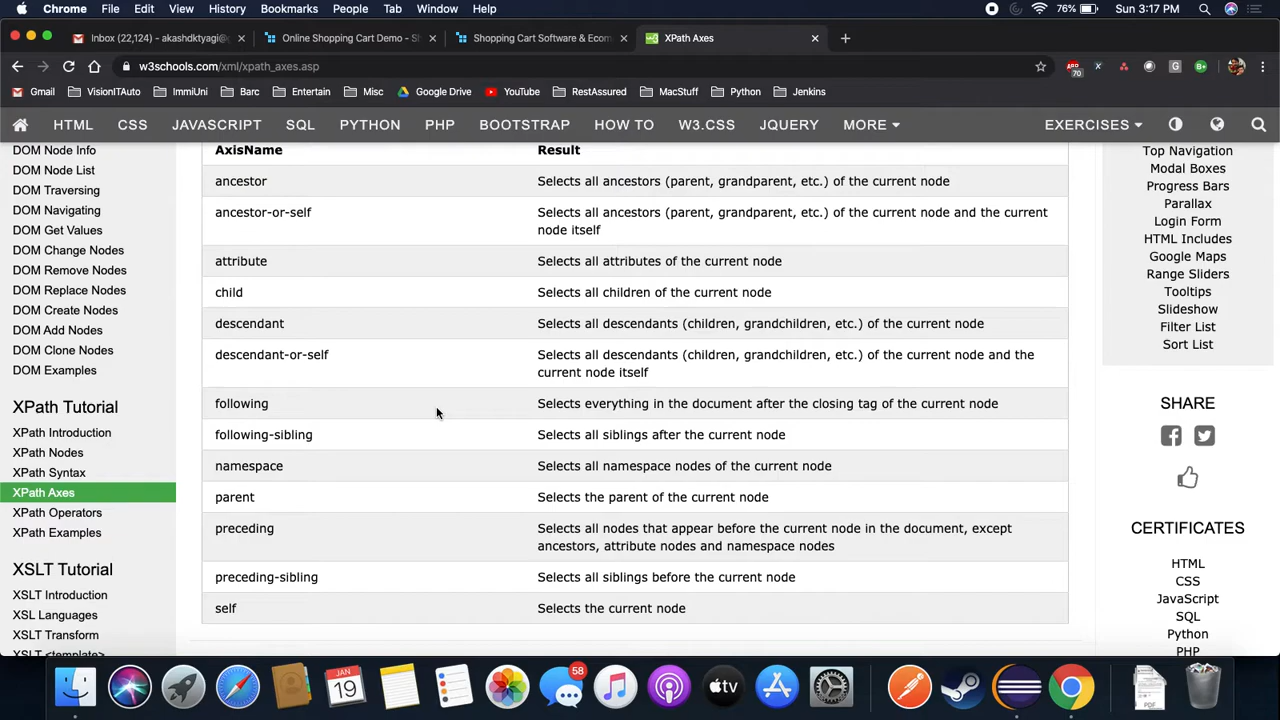 Chrome File Edit View History Bookmarks People Tab Window Help 76% Sun 3:17 PM
Inbox (22,124) - akashdktyagi@ Online Shopping Cart Demo - S Shopping Cart Software & Ecom XPath Axes
w3schools.com/xml/xpath_axes.asp 70
Gmail VisionITAuto ImmiUni Barc Entertain Misc Google Drive YouTube RestAssured MacStuff Python Jenkins
HTML CSS JAVASCRIPT SQL PYTHON PHP BOOTSTRAP HOW TO W3.CSS JQUERY MORE EXERCISES
DOM Node Info
DOM Node List
DOM Traversing
DOM Navigating
DOM Get Values
DOM Change Nodes
DOM Remove Nodes
DOM Replace Nodes
DOM Create Nodes
DOM Add Nodes
DOM Clone Nodes
DOM Examples
XPath Tutorial
XPath Introduction
XPath Nodes
XPath Syntax
XPath Axes
XPath Operators
XPath Examples
XSLT Tutorial
XSLT Introduction
XSL Languages
XSLT Transform
XSLT <template>
AxisName Result
ancestor Selects all ancestors (parent, grandparent, etc.) of the current node
ancestor-or-self Selects all ancestors (parent, grandparent, etc.) of the current node and the current
node itself
attribute Selects all attributes of the current node
child Selects all children of the current node
descendant Selects all descendants (children, grandchildren, etc.) of the current node
descendant-or-self Selects all descendants (children, grandchildren, etc.) of the current node and the
current node itself
following Selects everything in the document after the closing tag of the current node
following-sibling Selects all siblings after the current node
namespace Selects all namespace nodes of the current node
parent Selects the parent of the current node
preceding Selects all nodes that appear before the current node in the document, except
ancestors, attribute nodes and namespace nodes
preceding-sibling Selects all siblings before the current node
self Selects the current node
Top Navigation
Modal Boxes
Progress Bars
Parallax
Login Form
HTML Includes
Google Maps
Range Sliders
Tooltips
Slideshow
Filter List
Sort List
SHARE
CERTIFICATES
HTML
CSS
JavaScript
SQL
Python
PHP
JAN
19
58
tv
PDF